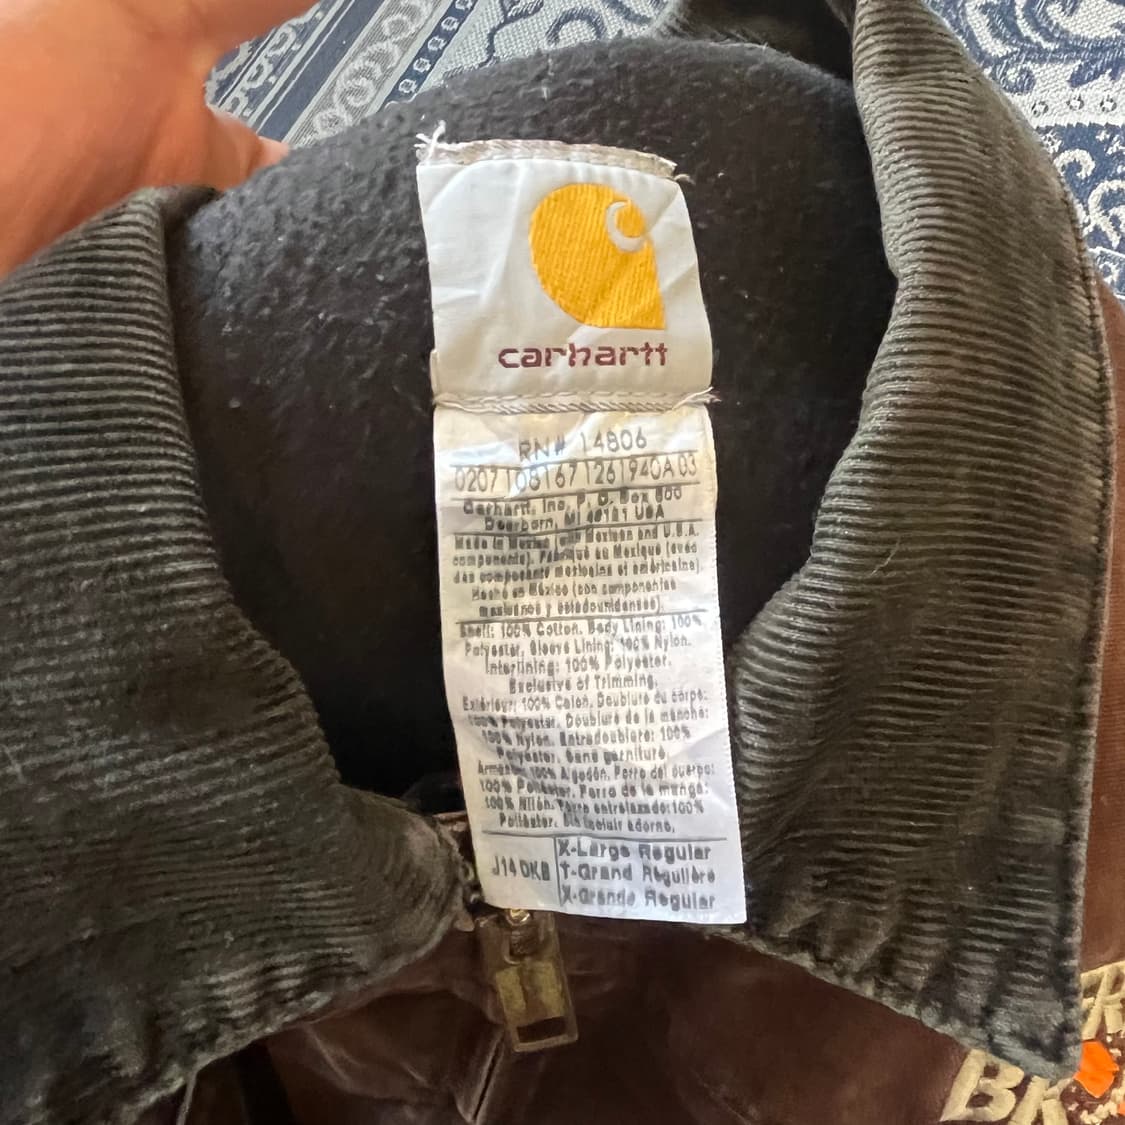 carhartt
RN# 14806
0207108167 1261940A 03
Carhartt, Inc, P. O. Box 600
Dearborn, MI 48121 USA
Made in Mexico (with Mexican and U.S.A.
components). Fabriqué au Mexique (avec
des composants mexicains et américains)
Hecho en México (con componentes
mexicanos y estadounidenses).
Shell: 100% Cotton. Body Lining: 100%
Polyester, Sleeve Lining: 100% Nylon.
Interlining: 100% Polyester.
Exclusive of Trimming.
Extérieur: 100% Coton. Doublure du corps:
100% Polyester. Doublure de la manche:
100% Nylon. Entredoublure: 100%
Polyester. Sans garniture
100% Algodón. Forro del cuerpo:
100% Poliéster. Forro de la manga:
100% Nilón. Forro entrelazado:100%
Poliéster. Sin incluir adorno.
J14 DKB
X-Large Regular
T-Grand Régulière
X-Grande Regular
BK